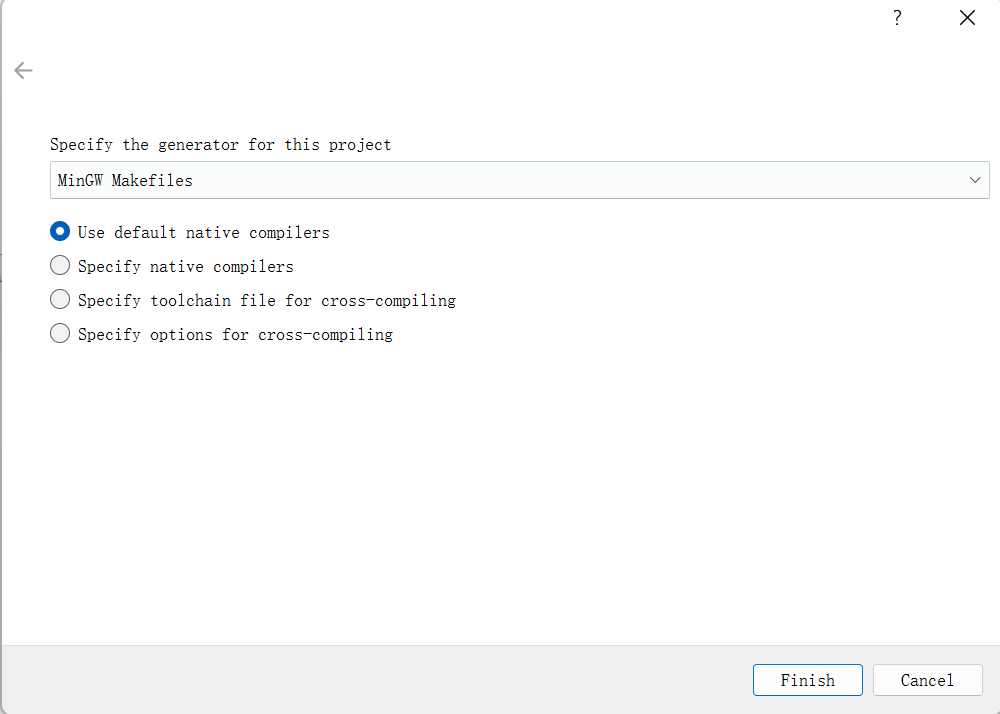 ?
Specify the generator for this project
MinGW Makefiles
Use default native compilers
Specify native compilers
Specify toolchain file for cross-compiling
Specify options for cross-compiling
Finish
Cancel